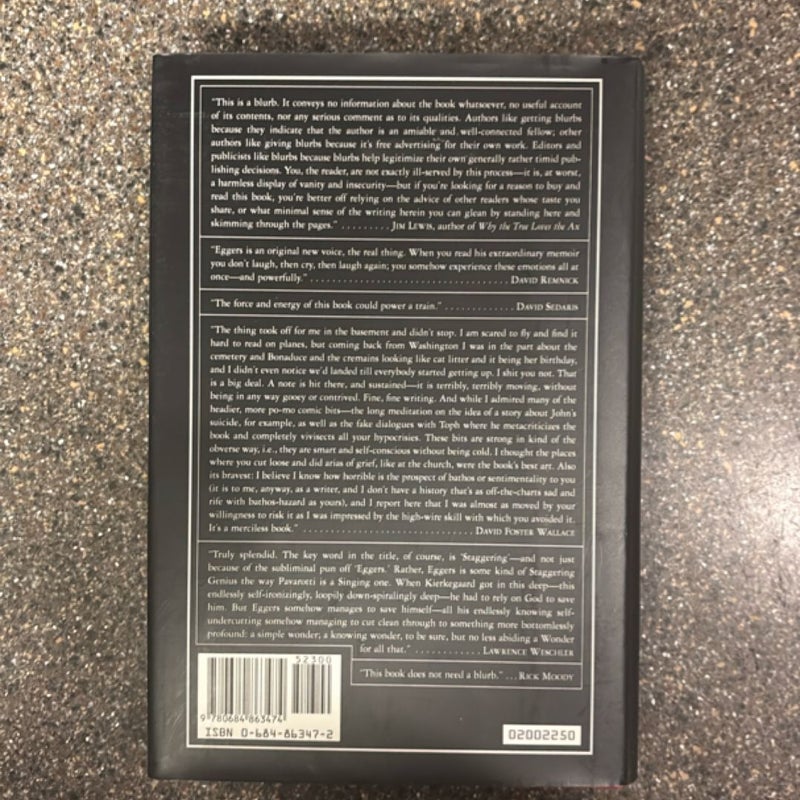 "This is a blurb. It conveys no information about the book whatsoever, no useful account
of its contents, nor any serious comment as to its qualities. Authors like getting blurbs
because they indicate that the author is an amiable and well-connected fellow; other
authors like giving blurbs because it's free advertising for their own work. Editors and
publicists like blurbs because blurbs help legitimize their own generally rather timid pub-
lishing decisions. You, the reader, are not exactly ill-served by this process—it is, at worst,
a harmless display of vanity and insecurity—but if you're looking for a reason to buy and
read this book, you're better off relying on the advice of other readers whose taste you
share, or what minimal sense of the writing herein you can glean by standing here and
skimming through the pages." . . . . . . . . . JIM LEWIS, author of Why the Tree Loves the Ax
"Eggers is an original new voice, the real thing. When you read his extraordinary memoir
you don't laugh, then cry, then laugh again; you somehow experience these emotions all at
once—and powerfully." . . . . . . . . . . . . . . . . . . . . . . . . . . . . . . . . . . . DAVID REMNICK
"The force and energy of this book could power a train." . . . . . . . . . . . . . DAVID SEDARIS
"The thing took off for me in the basement and didn't stop. I am scared to fly and find it
hard to read on planes, but coming back from Washington I was in the part about the
cemetery and Bonaduce and the cremains looking like cat litter and it being her birthday,
and I didn't even notice we'd landed till everybody started getting up. I shit you not. That
is a big deal. A note is hit there, and sustained—it is terribly, terribly moving, without
being in any way gooey or contrived. Fine, fine writing. And while I admired many of the
headier, more po-mo comic bits—the long meditation on the idea of a story about John's
suicide, for example, as well as the fake dialogues with Toph where he metacriticizes the
book and completely vivisects all your hypocrisies. These bits are strong in kind of the
obverse way, i.e., they are smart and self-conscious without being cold. I thought the places
where you cut loose and did arias of grief, like at the church, were the book's best art. Also
its bravest: I believe I know how horrible is the prospect of bathos or sentimentality to you
(it is to me, anyway, as a writer, and I don't have a history that's as off-the-charts sad and
rife with bathos-hazard as yours), and I report here that I was almost as moved by your
willingness to risk it as I was impressed by the high-wire skill with which you avoided it.
It's a merciless book." . . . . . . . . . . . . . . . . . . . . . . . . . . . . . . DAVID FOSTER WALLACE
"Truly splendid. The key word in the title, of course, is 'Staggering'—and not just
because of the subliminal pun off 'Eggers.' Rather, Eggers is some kind of Staggering
Genius the way Pavarotti is a Singing one. When Kierkegaard got in this deep—this
endlessly self-ironizingly, loopily down-spiralingly deep—he had to rely on God to save
him. But Eggers somehow manages to save himself—all his endlessly knowing self-
undercutting somehow managing to cut clean through to something more bottomlessly
profound: a simple wonder; a knowing wonder, to be sure, but no less abiding a Wonder
for all that." . . . . . . . . . . . . LAWRENCE WESCHLER
"This book does not need a blurb." . . . RICK MOODY
52300
9 780684 863474
ISBN 0-684-86347-2
02002250